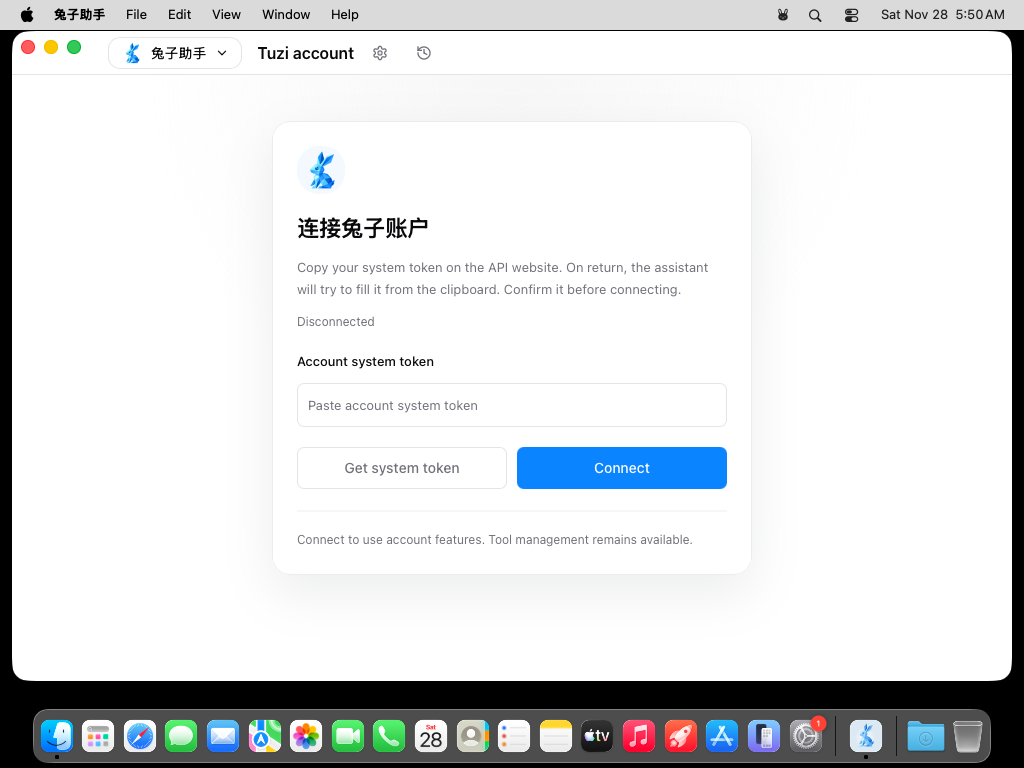 兔子助手 File Edit View Window Help Sat Nov 28 5:50 AM
兔子助手 Tuzi account
连接兔子账户
Copy your system token on the API website. On return, the assistant
will try to fill it from the clipboard. Confirm it before connecting.
Disconnected
Account system token
Paste account system token
Get system token Connect
Connect to use account features. Tool management remains available.
Sat
28
tv
1